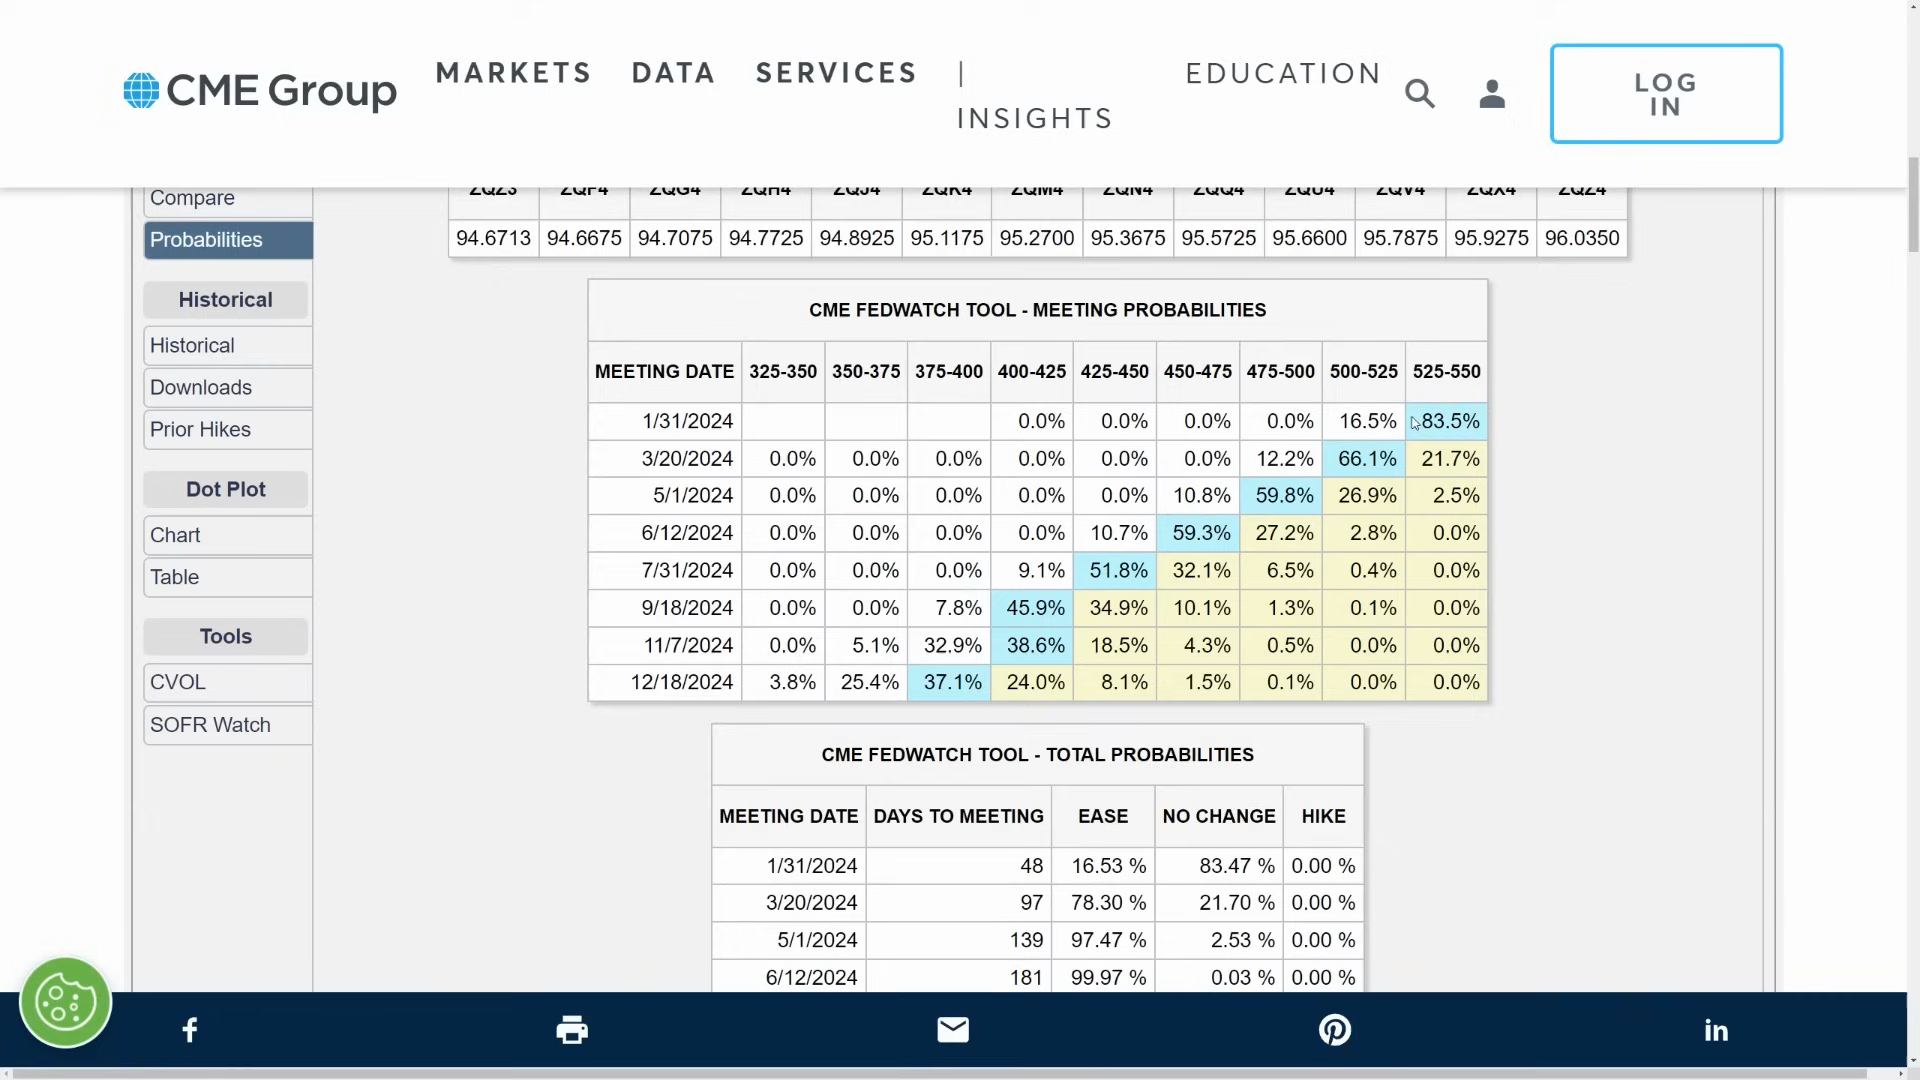 CME Group
MARKETS DATA SERVICES | INSIGHTS EDUCATION
LOG IN
Compare
Probabilities
Historical
Historical
Downloads
Prior Hikes
Dot Plot
Chart
Table
Tools
CVOL
SOFR Watch
ZQZ3 ZQF4 ZQG4 ZQH4 ZQJ4 ZQK4 ZQM4 ZQN4 ZQQ4 ZQU4 ZQV4 ZQX4 ZQZ4
94.6713 94.6675 94.7075 94.7725 94.8925 95.1175 95.2700 95.3675 95.5725 95.6600 95.7875 95.9275 96.0350
CME FEDWATCH TOOL - MEETING PROBABILITIES
MEETING DATE 325-350 350-375 375-400 400-425 425-450 450-475 475-500 500-525 525-550
1/31/2024 0.0% 0.0% 0.0% 0.0% 16.5% 83.5%
3/20/2024 0.0% 0.0% 0.0% 0.0% 0.0% 0.0% 12.2% 66.1% 21.7%
5/1/2024 0.0% 0.0% 0.0% 0.0% 0.0% 10.8% 59.8% 26.9% 2.5%
6/12/2024 0.0% 0.0% 0.0% 0.0% 10.7% 59.3% 27.2% 2.8% 0.0%
7/31/2024 0.0% 0.0% 0.0% 9.1% 51.8% 32.1% 6.5% 0.4% 0.0%
9/18/2024 0.0% 0.0% 7.8% 45.9% 34.9% 10.1% 1.3% 0.1% 0.0%
11/7/2024 0.0% 5.1% 32.9% 38.6% 18.5% 4.3% 0.5% 0.0% 0.0%
12/18/2024 3.8% 25.4% 37.1% 24.0% 8.1% 1.5% 0.1% 0.0% 0.0%
CME FEDWATCH TOOL - TOTAL PROBABILITIES
MEETING DATE DAYS TO MEETING EASE NO CHANGE HIKE
1/31/2024 48 16.53 % 83.47 % 0.00 %
3/20/2024 97 78.30 % 21.70 % 0.00 %
5/1/2024 139 97.47 % 2.53 % 0.00 %
6/12/2024 181 99.97 % 0.03 % 0.00 %